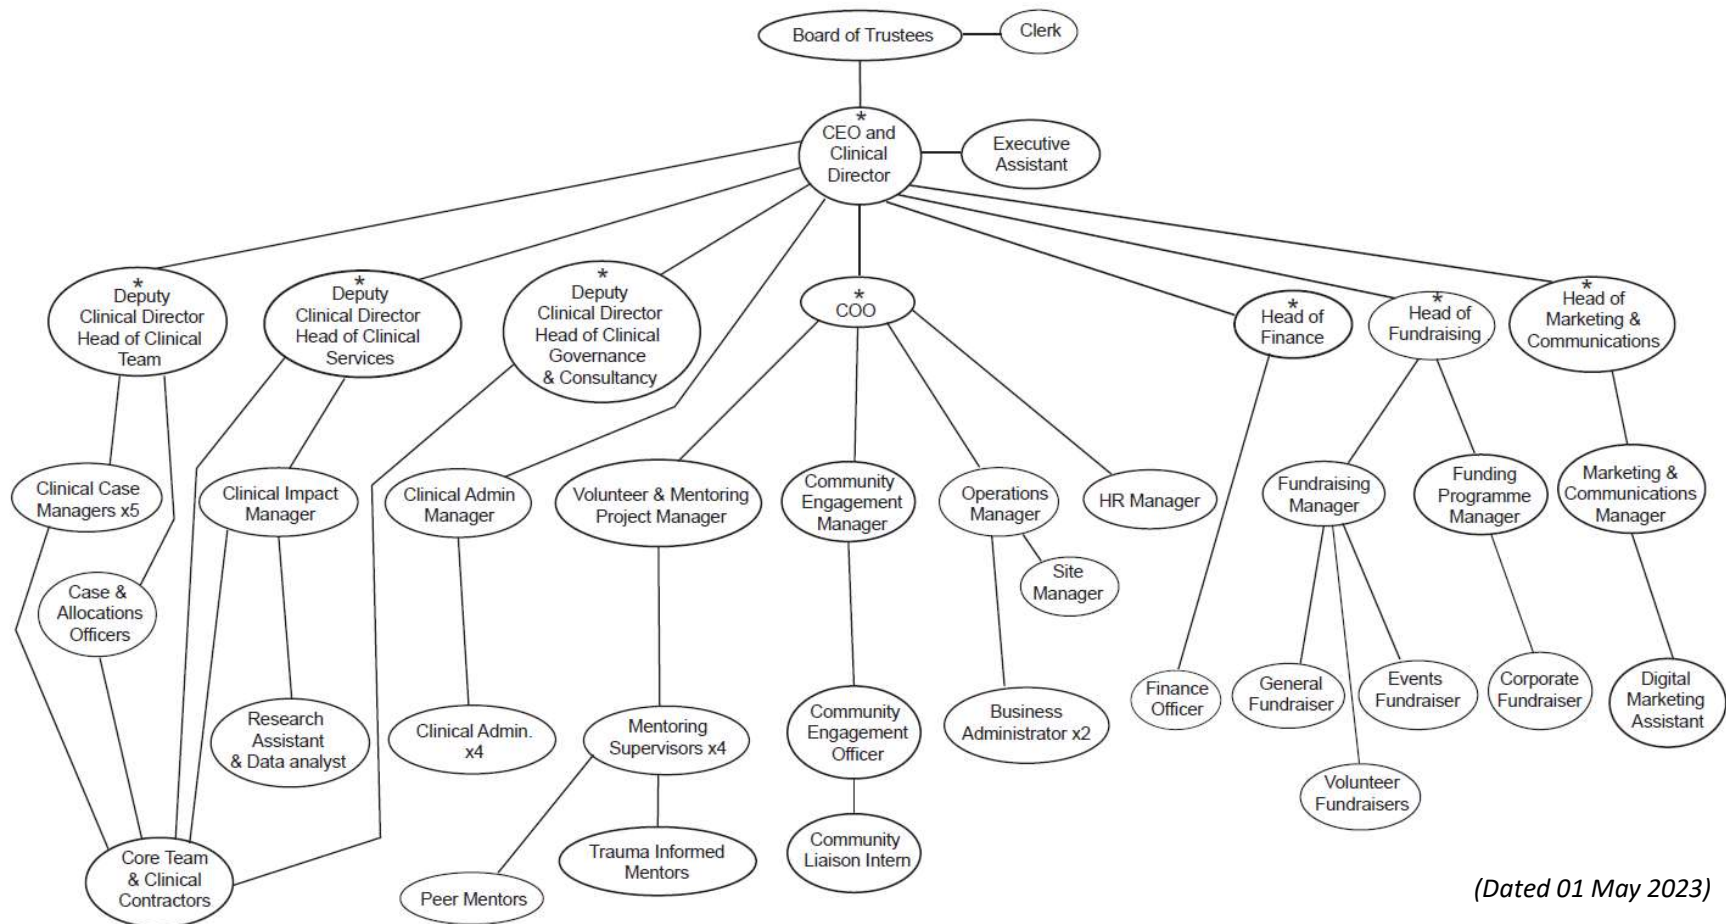 Board of Trustees
Clerk
*
CEO and
Clinical
Director
Executive
Assistant
*
Deputy
Clinical Director
Head of Clinical
Team
*
Deputy
Clinical Director
Head of Clinical
Services
*
Deputy
Clinical Director
Head of Clinical
Governance
& Consultancy
*
COO
*
Head of
Finance
*
Head of
Fundraising
*
Head of
Marketing &
Communications
Clinical Case
Managers x5
Clinical Impact
Manager
Clinical Admin
Manager
Volunteer & Mentoring
Project Manager
Community
Engagement
Manager
Operations
Manager
HR Manager
Fundraising
Manager
Funding
Programme
Manager
Marketing &
Communications
Manager
Case &
Allocations
Officers
Site
Manager
Research
Assistant
& Data analyst
Clinical Admin.
x4
Mentoring
Supervisors x4
Community
Engagement
Officer
Business
Administrator x2
Finance
Officer
General
Fundraiser
Events
Fundraiser
Corporate
Fundraiser
Digital
Marketing
Assistant
Volunteer
Fundraisers
Core Team
& Clinical
Contractors
Peer Mentors
Trauma Informed
Mentors
Community
Liaison Intern
(Dated 01 May 2023)